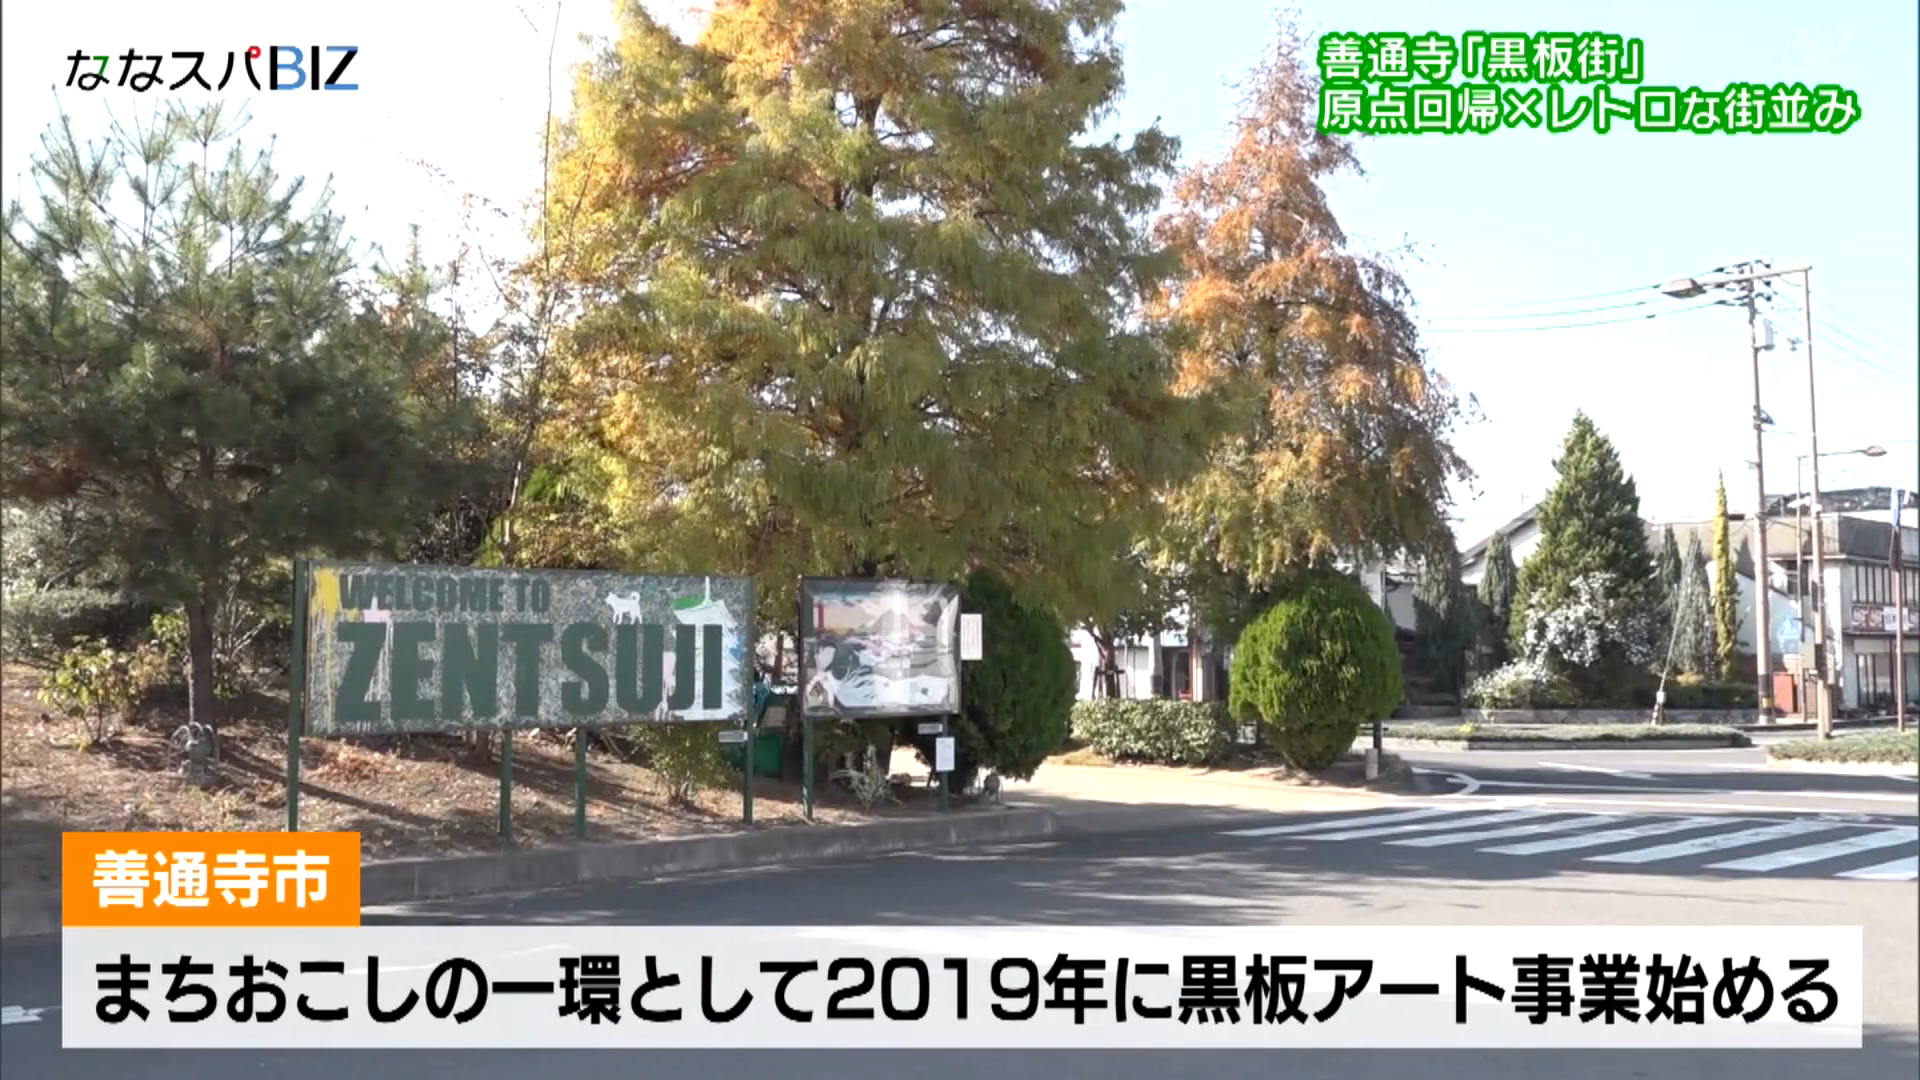 ななスパBIZ
善通寺「黒板街」
原点回帰×レトロな街並み
WELCOME TO
ZENTSUJI
善通寺市
まちおこしの一環として2019年に黒板アート事業始める